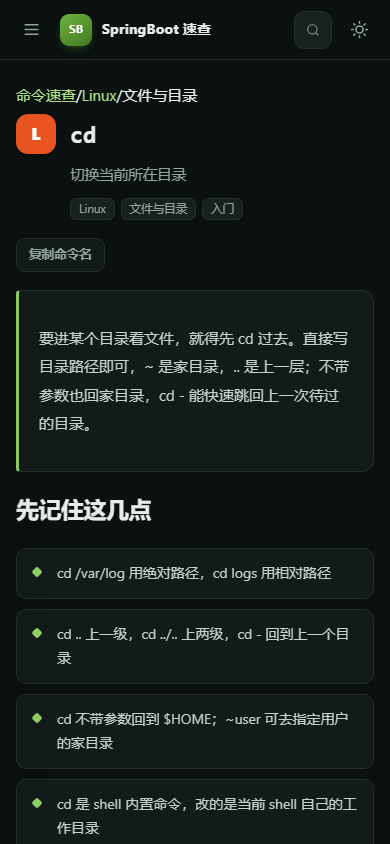 SB SpringBoot 速查
命令速查/Linux/文件与目录
L cd
切换当前所在目录
Linux 文件与目录 入门
复制命令名
要进某个目录看文件，就得先 cd 过去。直接写
目录路径即可，~ 是家目录，.. 是上一层；不带
参数也回家目录，cd - 能快速跳回上一次待过
的目录。
先记住这几点
cd /var/log 用绝对路径，cd logs 用相对路径
cd .. 上一级，cd ../.. 上两级，cd - 回到上一个目
录
cd 不带参数回到 $HOME；~user 可去指定用户
的家目录
cd 是 shell 内置命令，改的是当前 shell 自己的工
作目录